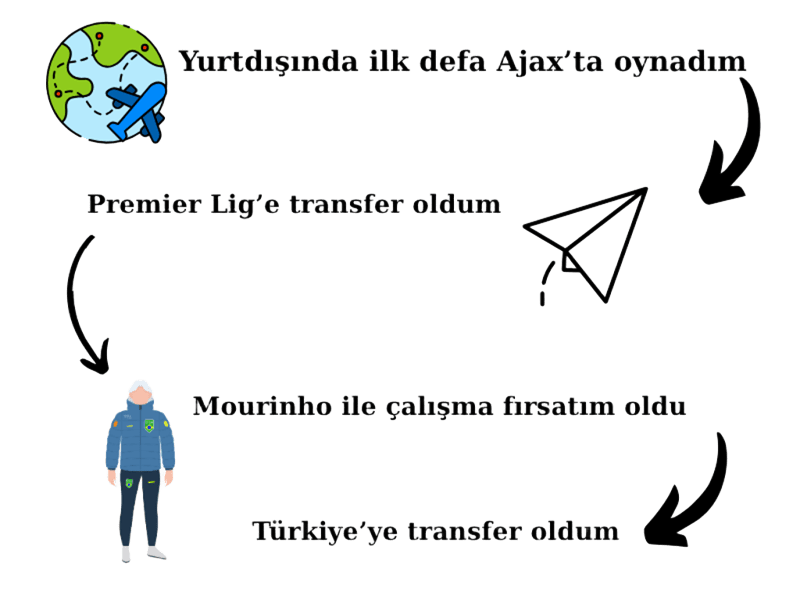 Yurtdışında ilk defa Ajax’ta oynadım
Premier Lig’e transfer oldum
Mourinho ile çalışma fırsatım oldu
Türkiye’ye transfer oldum